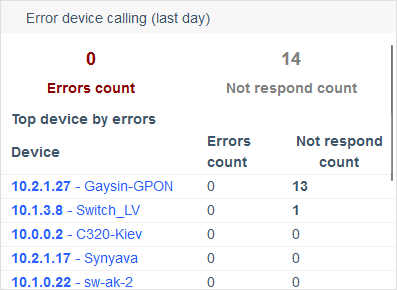 Error device calling (last day)
0 14
Errors count Not respond count
Top device by errors
Device Errors count Not respond count
10.2.1.27 - Gaysin-GPON 0 13
10.1.3.8 - Switch_LV 0 1
10.0.0.2 - C320-Kiev 0 0
10.2.1.17 - Synyava 0 0
10.1.0.22 - sw-ak-2 0 0